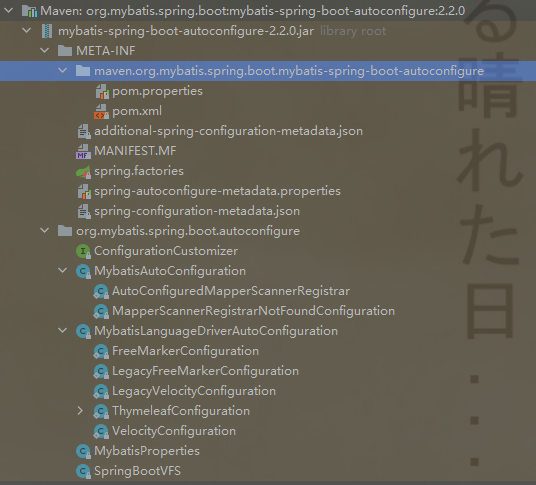 Maven: org.mybatis.spring.boot:mybatis-spring-boot-autoconfigure:2.2.0
mybatis-spring-boot-autoconfigure-2.2.0.jar library root
META-INF
maven.org.mybatis.spring.boot.mybatis-spring-boot-autoconfigure
pom.properties
pom.xml
additional-spring-configuration-metadata.json
MF MANIFEST.MF
spring.factories
spring-autoconfigure-metadata.properties
spring-configuration-metadata.json
org.mybatis.spring.boot.autoconfigure
I ConfigurationCustomizer
C MybatisAutoConfiguration
C AutoConfiguredMapperScannerRegistrar
C MapperScannerRegistrarNotFoundConfiguration
C MybatisLanguageDriverAutoConfiguration
C FreeMarkerConfiguration
C LegacyFreeMarkerConfiguration
C LegacyVelocityConfiguration
C ThymeleafConfiguration
C VelocityConfiguration
C MybatisProperties
C SpringBootVFS
る晴れた日...